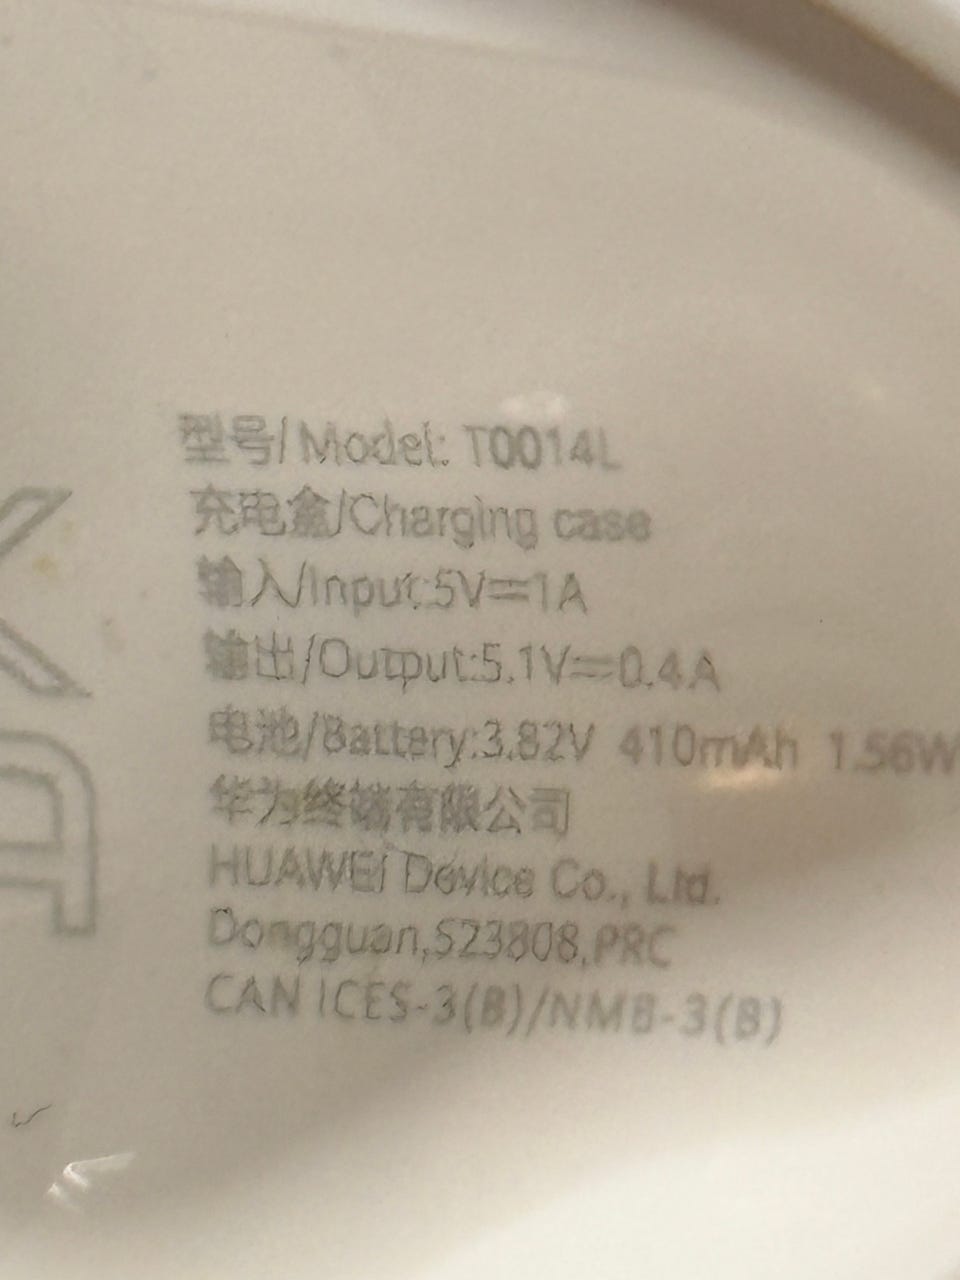 型号/ Model: T0014L
充电盒/Charging case
输入/Input:5V⎓1A
输出/Output:5.1V⎓0.4A
电池/Battery:3.82V 410mAh 1.56W
华为终端有限公司
HUAWEI Device Co., Ltd.
Dongguan,523808,PRC
CAN ICES-3(B)/NMB-3(B)